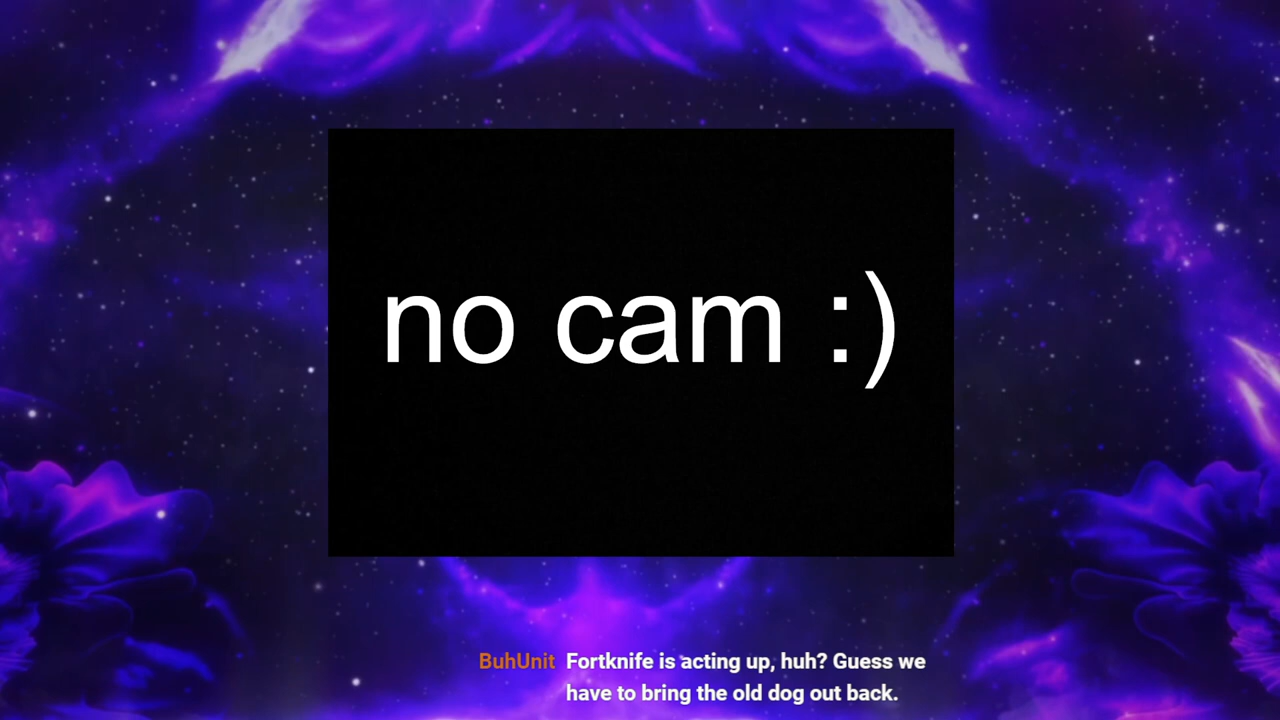 no cam :)
BuhUnit Fortknife is acting up, huh? Guess we
have to bring the old dog out back.